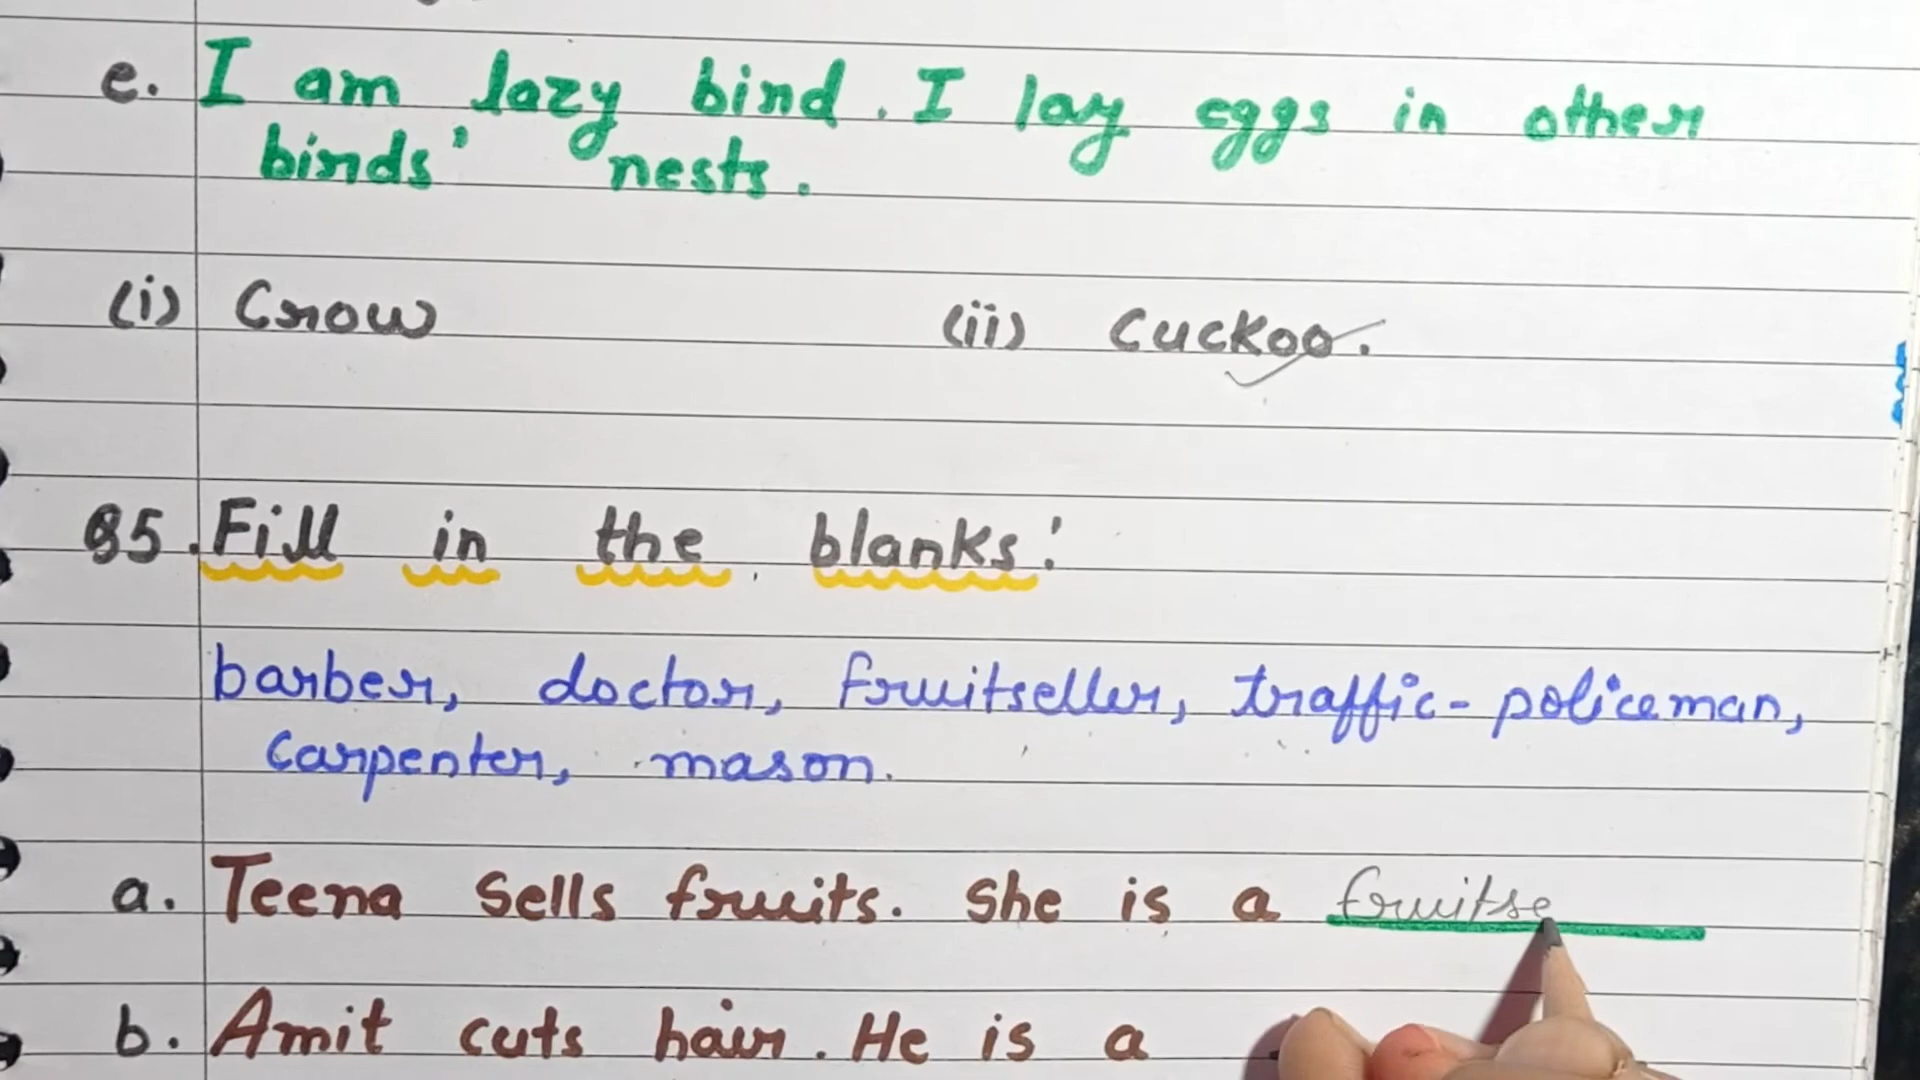 e. I am lazy bird. I lay eggs in other
birds' nests.
(i) Crow (ii) Cuckoo.
Q5. Fill in the blanks:
barber, doctor, fruitseller, traffic-policeman,
carpenter, mason.
a. Teena sells fruits. She is a fruitse
b. Amit cuts hair. He is a